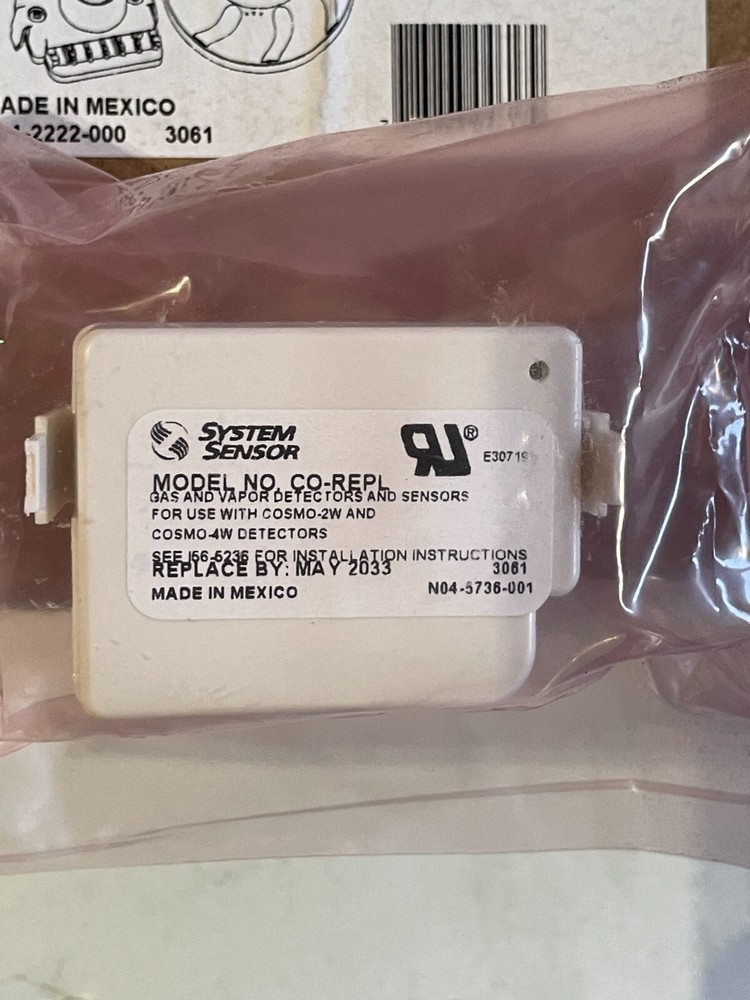 ADE IN MEXICO
-2222-000 3061
SYSTEM
SENSOR
®
E30719
MODEL NO. CO-REPL
GAS AND VAPOR DETECTORS AND SENSORS
FOR USE WITH COSMO-2W AND
COSMO-4W DETECTORS
SEE I56-5236 FOR INSTALLATION INSTRUCTIONS
REPLACE BY: MAY 2033 3061
MADE IN MEXICO N04-5736-001